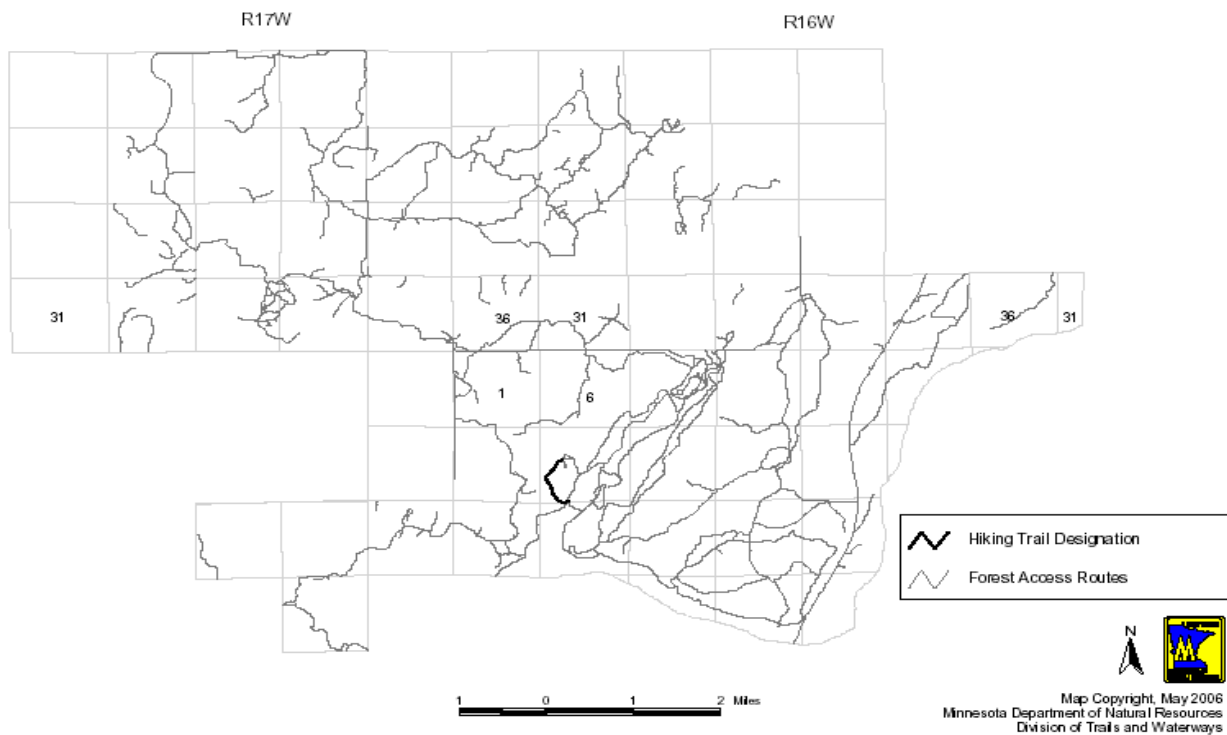 R17W R16W
31 36 31 36 31
1 6
Hiking Trail Designation
Forest Access Routes
N
1 0 1 2 Miles
Map Copyright, May 2006
Minnesota Department of Natural Resources
Division of Trails and Waterways